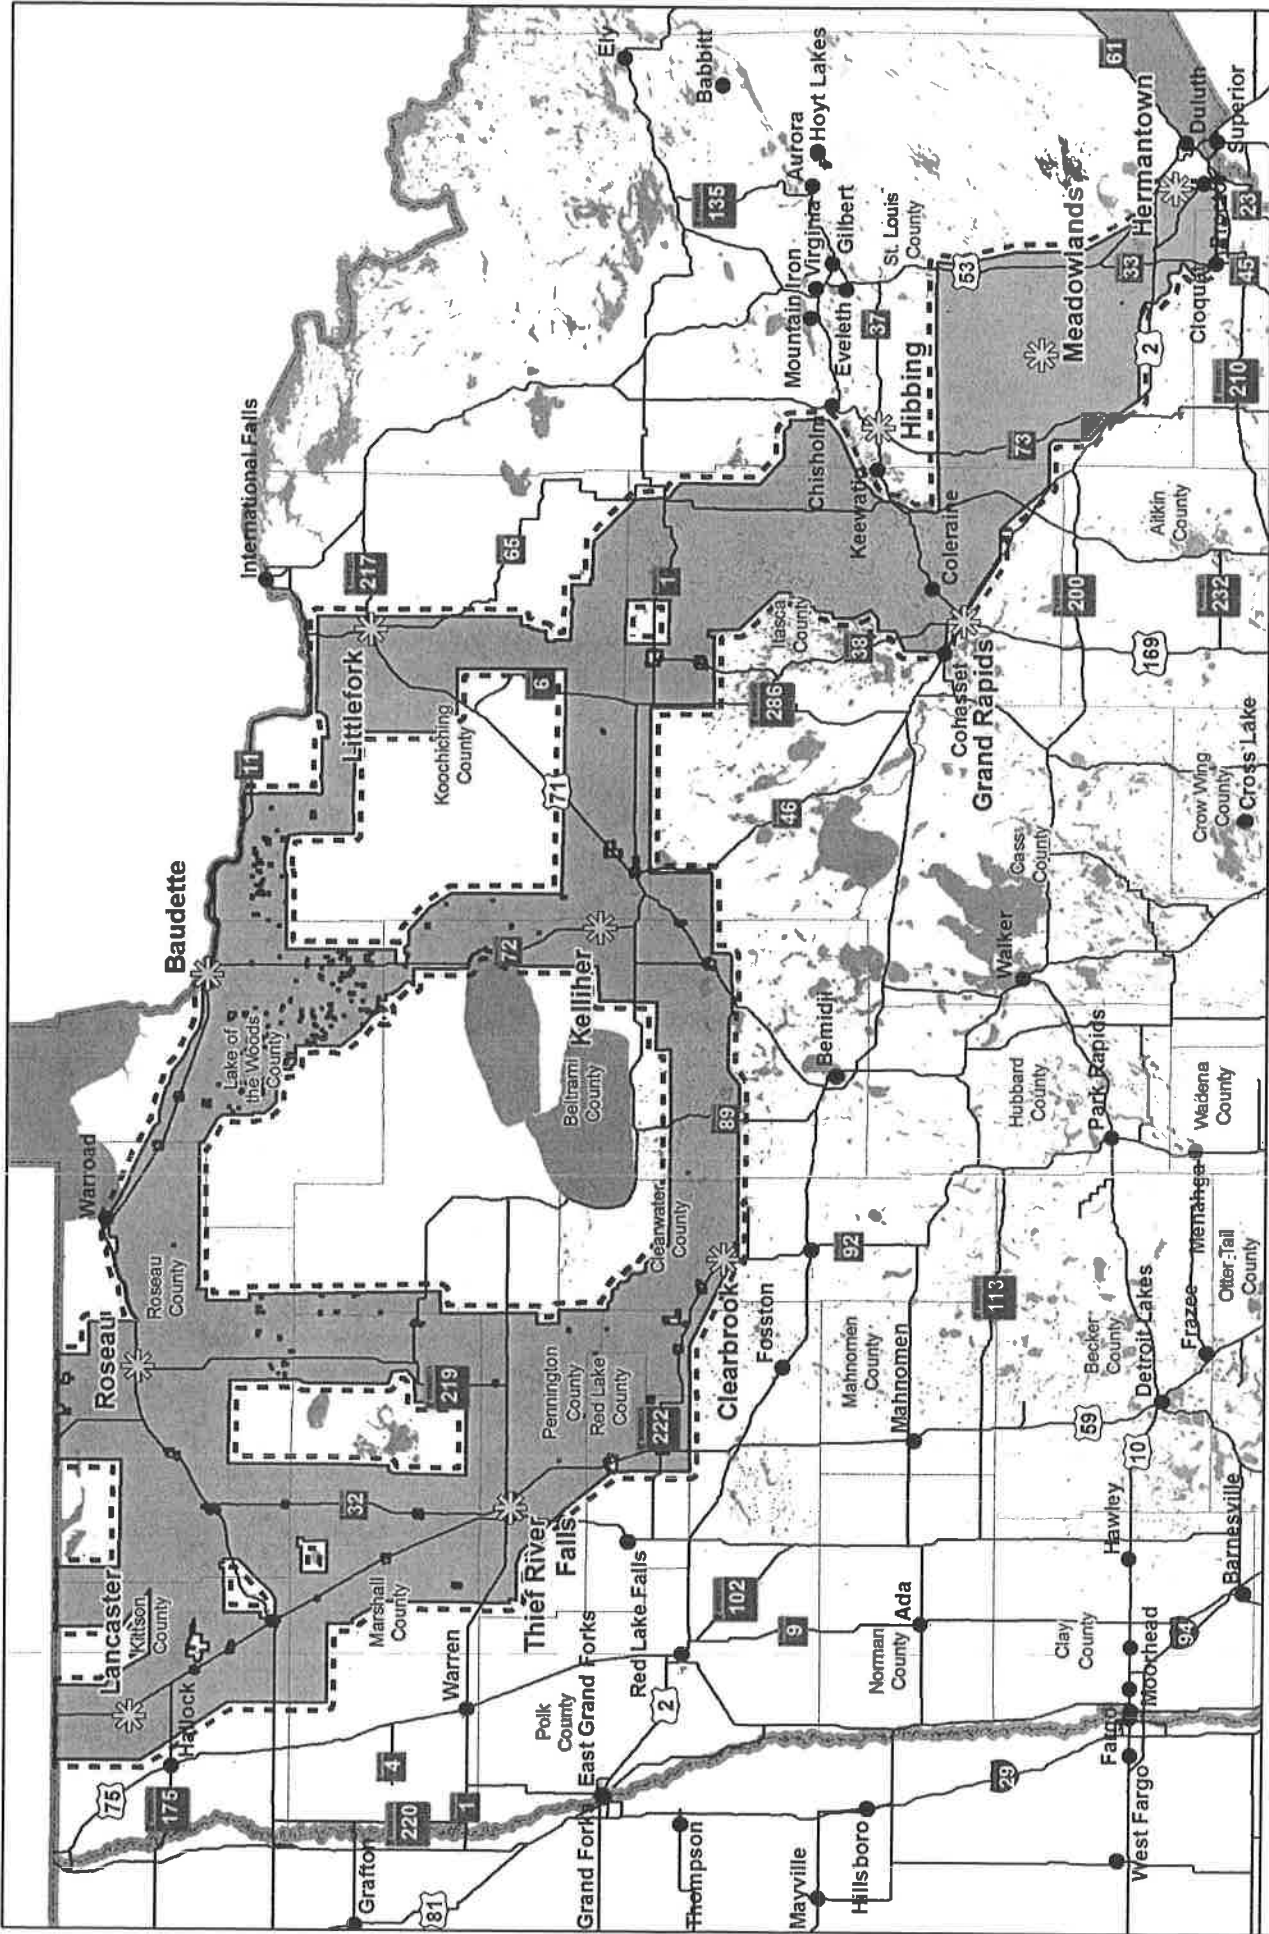 Ely
Babbitt
61
International Falls
135
Aurora
Hoyt Lakes
Virginia
Gilbert
Mountain Iron
Eveleth
St. Louis
County
Duluth
Superior
Hermantown
23
Meadowlands
53
33
45
Cloquet
2
210
37
Hibbing
Chisholm
Keewatin
73
217
65
Littlefork
1
Coleraine
Aitkin
County
200
232
Itasca
County
38
6
286
Cohasset
Grand Rapids
169
Koochiching
County
11
71
46
Cross Lake
Crow Wing
County
Cass
County
Baudette
72
Kelliher
Walker
Lake of
the Woods
County
Beltrami
County
Bemidji
89
Hubbard
County
Park Rapids
Wadena
County
Menahga
Warroad
Roseau
County
Clearwater
County
92
113
Otter Tail
County
Roseau
Clearbrook
Fosston
Mahnomen
County
Mahnomen
Becker
County
Detroit Lakes
Frazee
219
Pennington
County
Red Lake
County
222
59
10
32
Thief River
Falls
Hawley
Barnesville
Lancaster
Kittson
County
Marshall
County
Red Lake Falls
102
9
Ada
Norman
County
Clay
County
94
Moorhead
Hallock
Warren
Polk
County
East Grand Forks
2
Fargo
75
175
4
220
1
29
West Fargo
Grafton
81
Grand Forks
Thompson
Mayville
Hillsboro